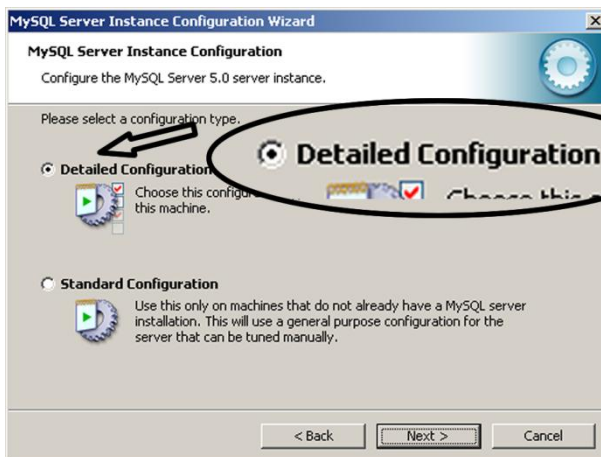 MySQL Server Instance Configuration Wizard
MySQL Server Instance Configuration
Configure the MySQL Server 5.0 server instance.
Please select a configuration type.
Detailed Configuration
Detailed Configuration
Choose this
Choose this
this machine.
Standard Configuration
Use this only on machines that do not already have a MySQL server
installation. This will use a general purpose configuration for the
server that can be tuned manually.
< Back
Next >
Cancel